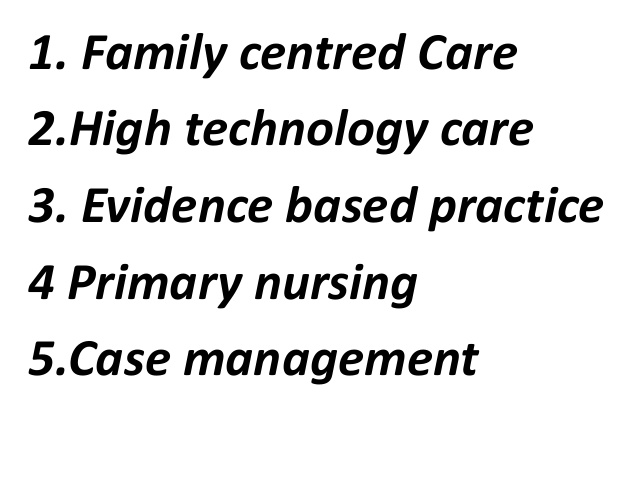 1. Family centred Care
2.High technology care
3. Evidence based practice
4 Primary nursing
5.Case management